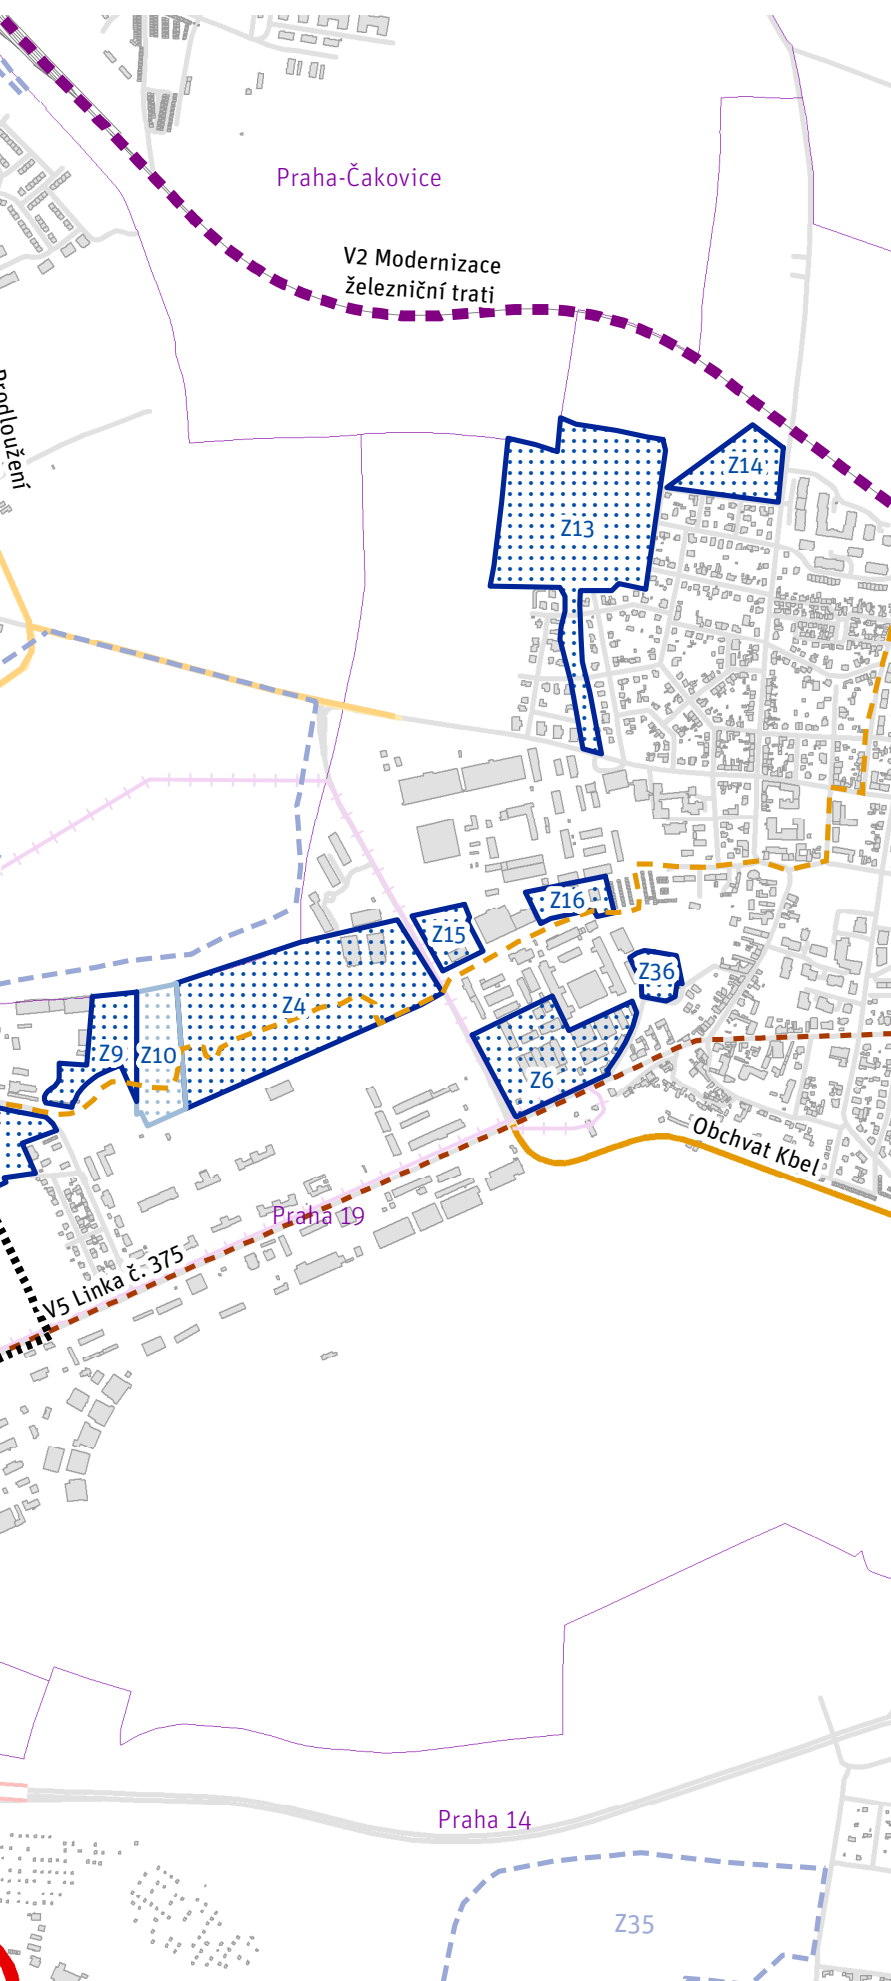 Praha-Čakovice
V2 Modernizace
železniční trati
Prodloužení
Z14
Z13
Z16
Z15
Z36
Z4
Z9
Z10
Z6
Obchvat Kbel
Praha 19
V5 Linka č. 375
Praha 14
Z35